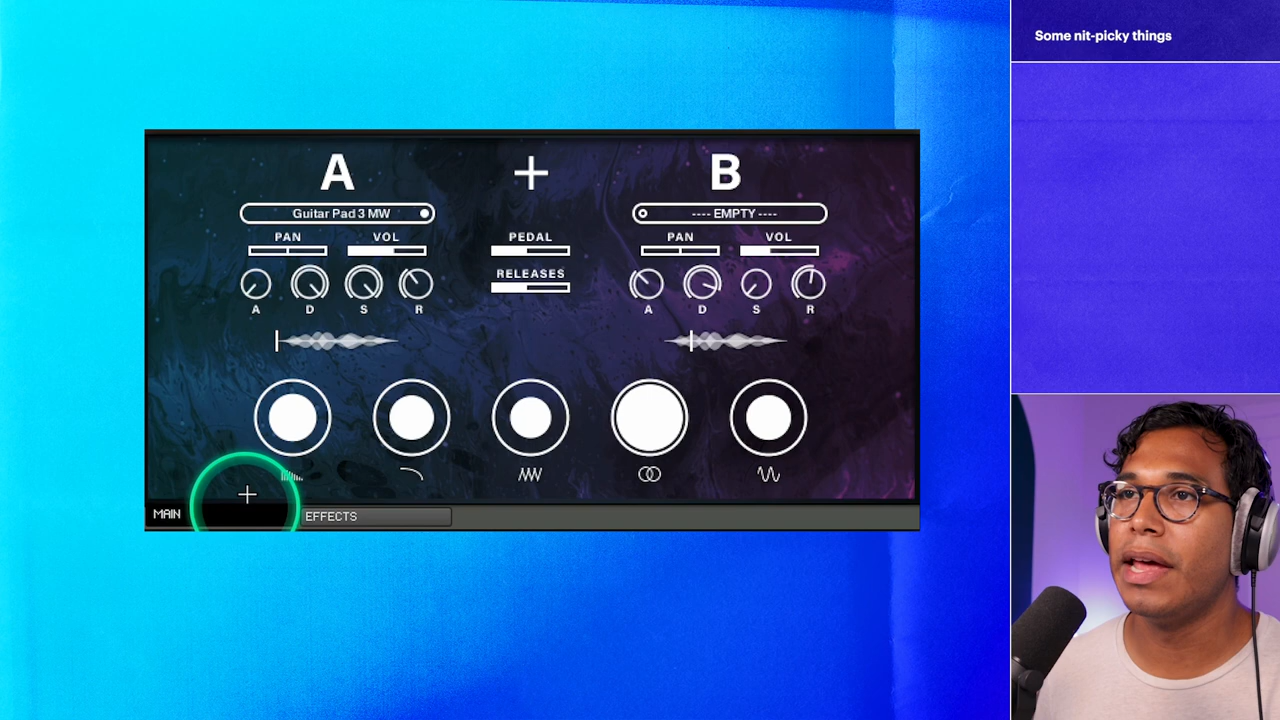 Some nit-picky things
A
B
Guitar Pad 3 MW
---- EMPTY ----
PAN VOL PEDAL PAN VOL
RELEASES
A D S R A D S R
MAIN EFFECTS